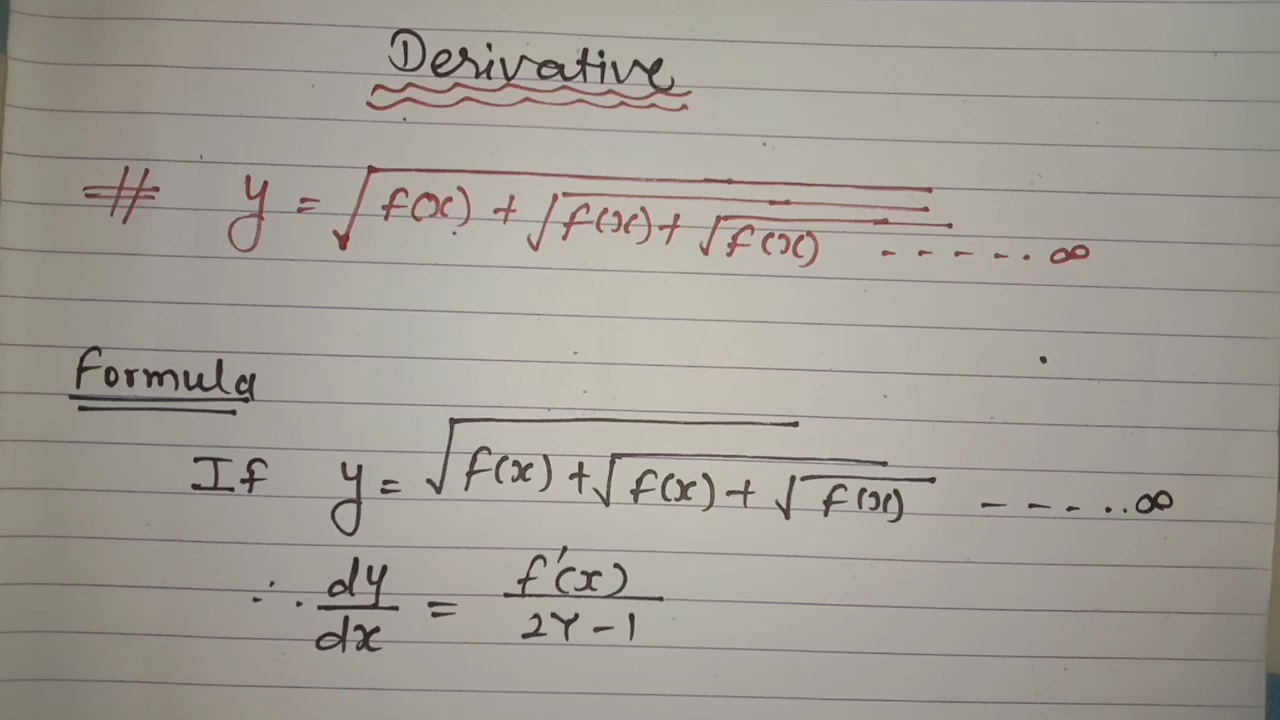 Derivative
# y = √f(x) + √f(x) + √f(x) - - - - . . ∞
Formula
If y = √f(x) + √f(x) + √f(x) - - - - . . ∞
∴ dy/dx = f'(x)/2Y-1